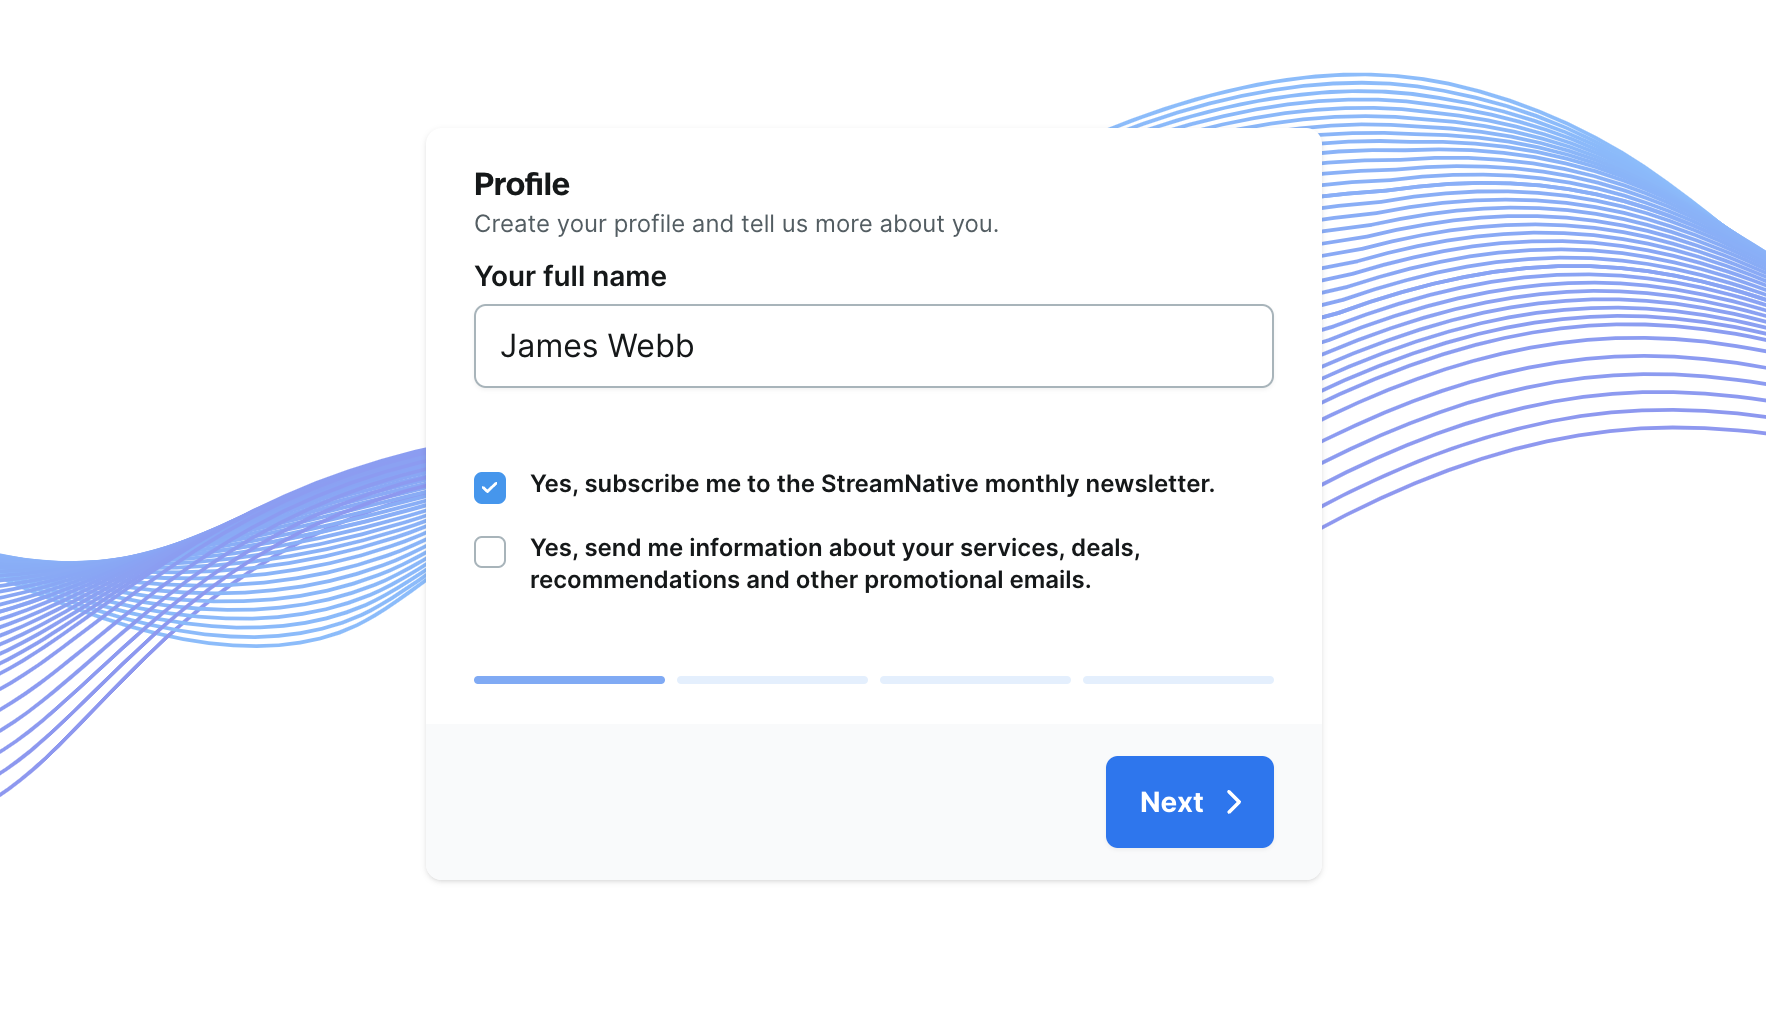 Profile
Create your profile and tell us more about you.
Your full name
James Webb
Yes, subscribe me to the StreamNative monthly newsletter.
Yes, send me information about your services, deals,
recommendations and other promotional emails.
Next